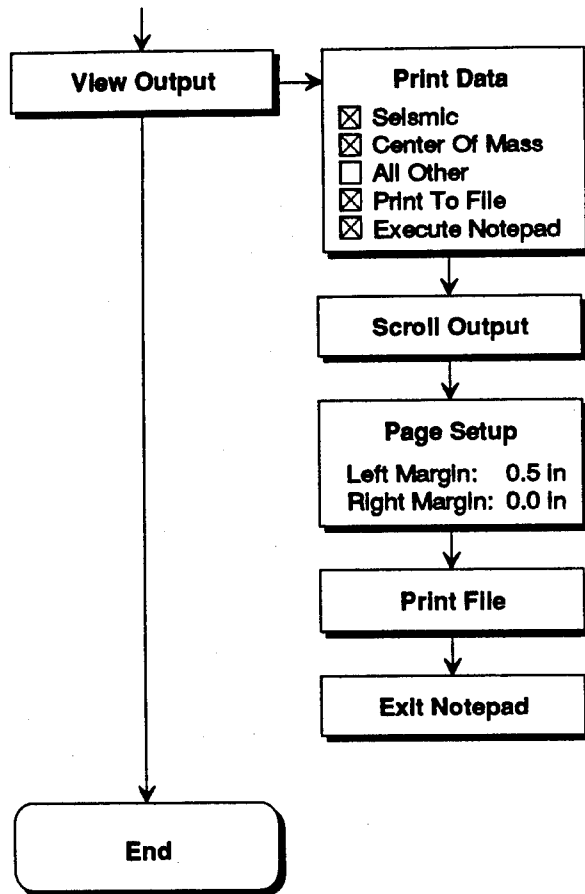 View Output
Print Data
Seismic
Center Of Mass
All Other
Print To File
Execute Notepad
Scroll Output
Page Setup
Left Margin: 0.5 in
Right Margin: 0.0 in
Print File
Exit Notepad
End